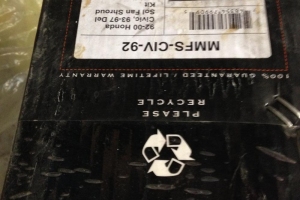 MMFS-CIV-92
92-00 Honda
Civic, 93-97 Del
Sol Fan Shroud
Kit
100% GUARANTEED / LIFETIME WARRANTY
PLEASE
RECYCLE